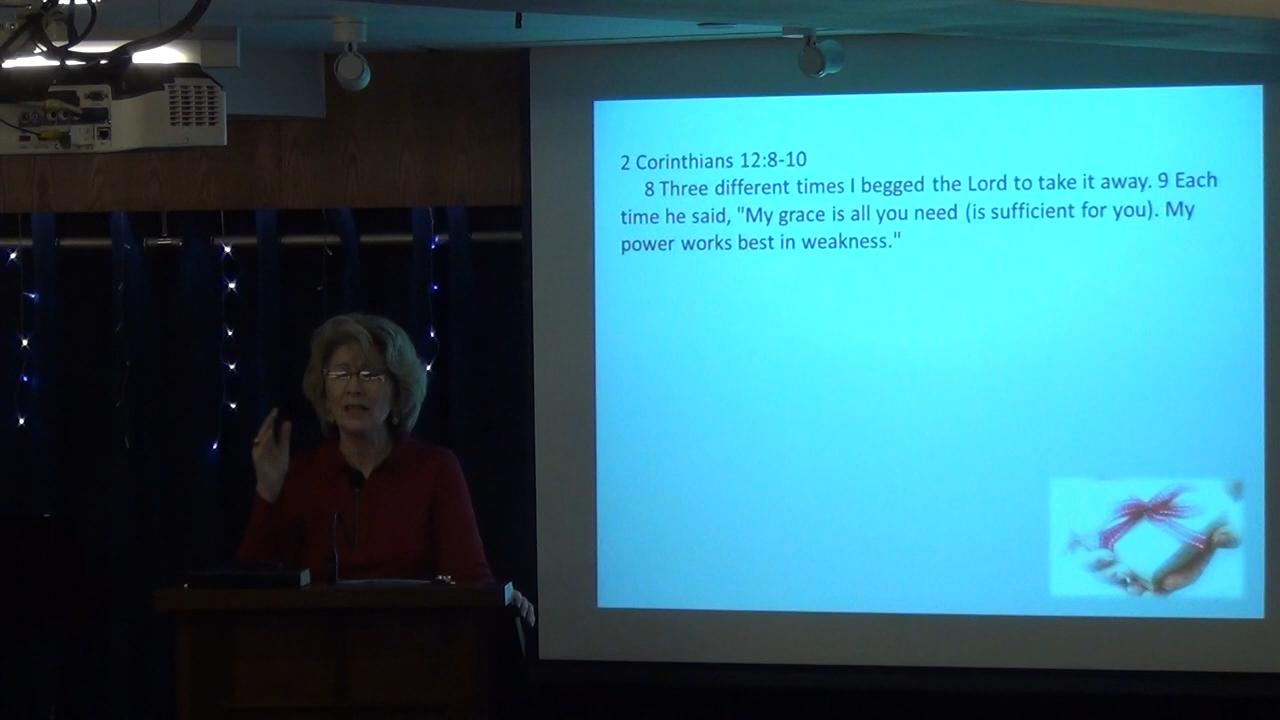 2 Corinthians 12:8-10
8 Three different times I begged the Lord to take it away. 9 Each
time he said, "My grace is all you need (is sufficient for you). My
power works best in weakness."